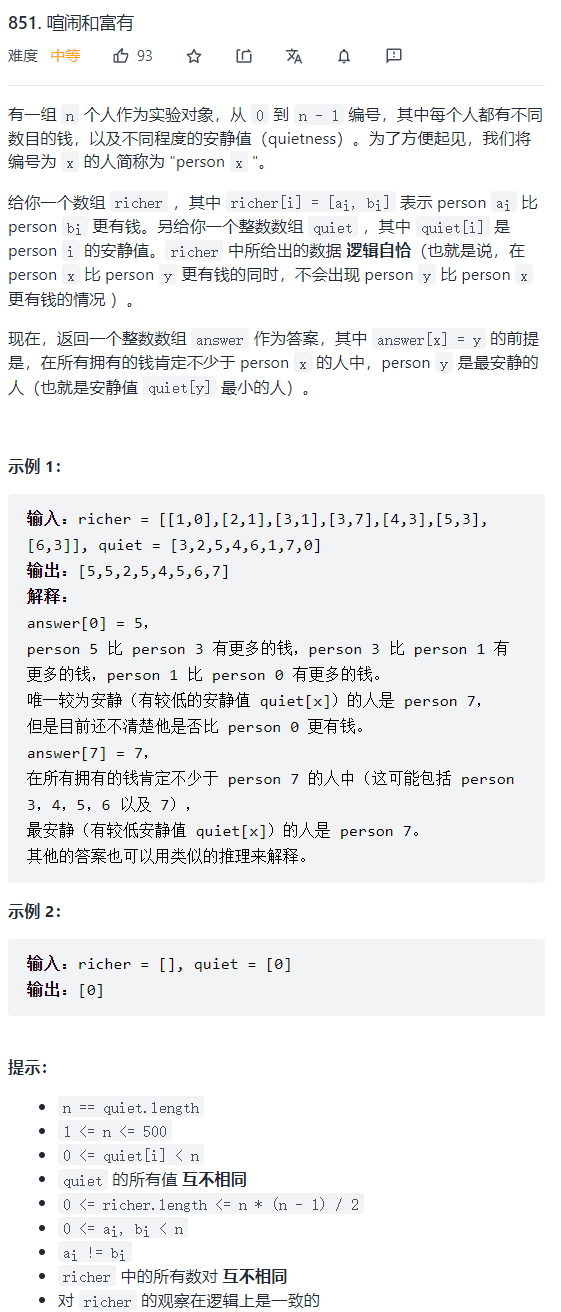 851. 喧闹和富有
难度 中等 93
有一组 n 个人作为实验对象，从 0 到 n - 1 编号，其中每个人都有不同
数目的钱，以及不同程度的安静值（quietness）。为了方便起见，我们将
编号为 x 的人简称为 "person x "。
给你一个数组 richer ，其中 richer[i] = [ai, bi] 表示 person ai 比
person bi 更有钱。另给你一个整数数组 quiet ，其中 quiet[i] 是
person i 的安静值。richer 中所给出的数据 逻辑自恰（也就是说，在
person x 比 person y 更有钱的同时，不会出现 person y 比 person x
更有钱的情况 ）。
现在，返回一个整数数组 answer 作为答案，其中 answer[x] = y 的前提
是，在所有拥有的钱肯定不少于 person x 的人中，person y 是最安静的
人（也就是安静值 quiet[y] 最小的人）。
示例 1：
输入：richer = [[1,0],[2,1],[3,1],[3,7],[4,3],[5,3],
[6,3]], quiet = [3,2,5,4,6,1,7,0]
输出：[5,5,2,5,4,5,6,7]
解释：
answer[0] = 5，
person 5 比 person 3 有更多的钱，person 3 比 person 1 有
更多的钱，person 1 比 person 0 有更多的钱。
唯一较为安静（有较低的安静值 quiet[x]）的人是 person 7，
但是目前还不清楚他是否比 person 0 更有钱。
answer[7] = 7，
在所有拥有的钱肯定不少于 person 7 的人中（这可能包括 person
3，4，5，6 以及 7），
最安静（有较低安静值 quiet[x]）的人是 person 7。
其他的答案也可以用类似的推理来解释。
示例 2：
输入：richer = [], quiet = [0]
输出：[0]
提示：
n == quiet.length
1 <= n <= 500
0 <= quiet[i] < n
quiet 的所有值 互不相同
0 <= richer.length <= n * (n - 1) / 2
0 <= ai, bi < n
ai != bi
richer 中的所有数对 互不相同
对 richer 的观察在逻辑上是一致的